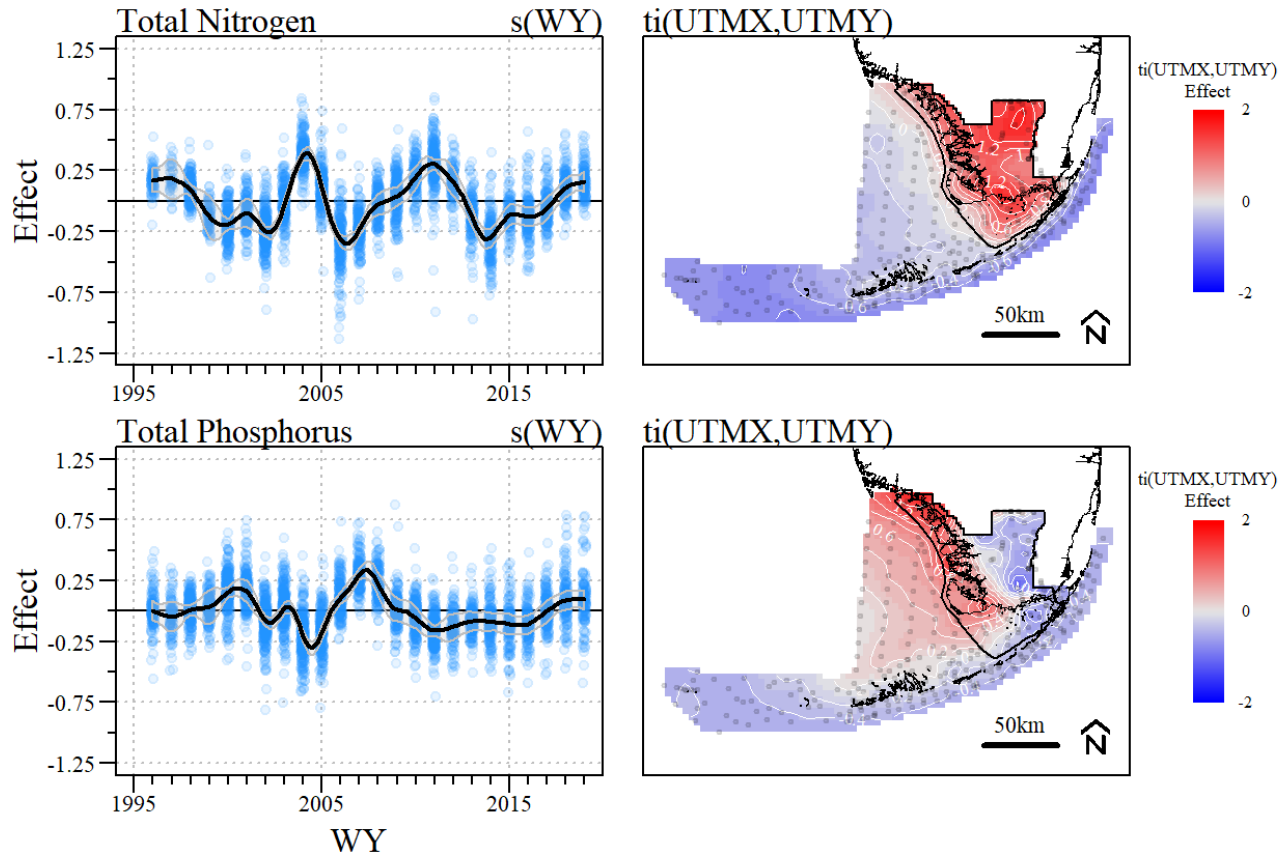 Total Nitrogen s(WY)
ti(UTMX,UTMY)
1.25
0.75
0.25
-0.25
-0.75
-1.25
Effect
1995 2005 2015
ti(UTMX,UTMY)
Effect
2
0
-2
50km
N
Total Phosphorus s(WY)
ti(UTMX,UTMY)
1.25
0.75
0.25
-0.25
-0.75
-1.25
Effect
1995 2005 2015
WY
ti(UTMX,UTMY)
Effect
2
0
-2
0.6
50km
N